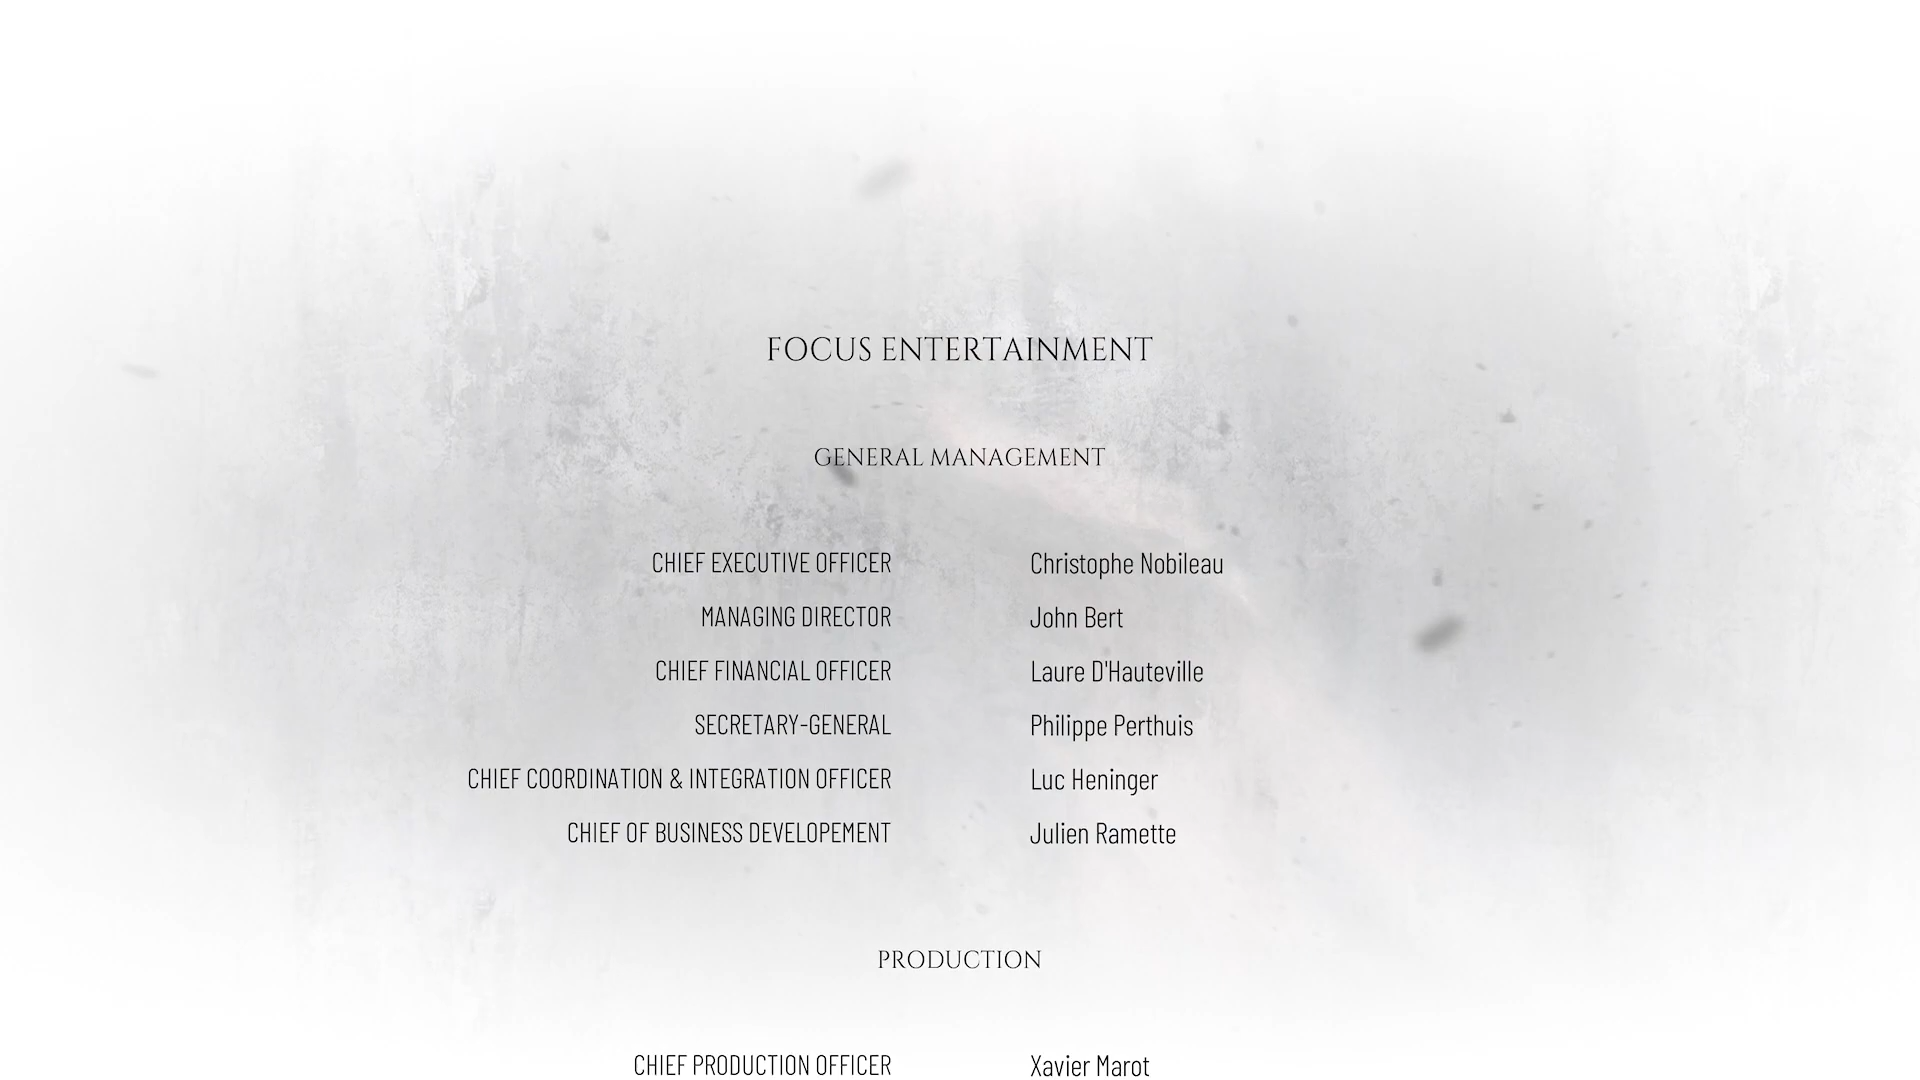 FOCUS ENTERTAINMENT
GENERAL MANAGEMENT
CHIEF EXECUTIVE OFFICER Christophe Nobileau
MANAGING DIRECTOR John Bert
CHIEF FINANCIAL OFFICER Laure D'Hauteville
SECRETARY-GENERAL Philippe Perthuis
CHIEF COORDINATION & INTEGRATION OFFICER Luc Heninger
CHIEF OF BUSINESS DEVELOPEMENT Julien Ramette
PRODUCTION
CHIEF PRODUCTION OFFICER Xavier Marot